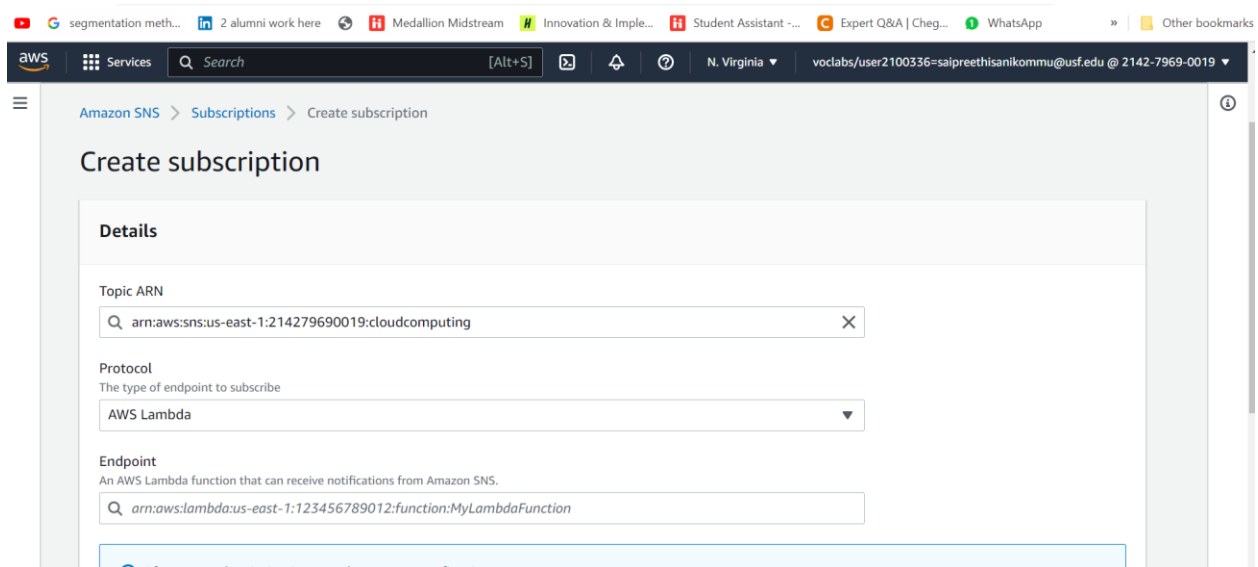 segmentation meth... 2 alumni work here Medallion Midstream Innovation & Imple... Student Assistant -... Expert Q&A | Cheg... WhatsApp » Other bookmarks
aws Services Search [Alt+S] N. Virginia ▼ voclabs/user2100336=saipreethisanikommu@usf.edu @ 2142-7969-0019 ▼
Amazon SNS > Subscriptions > Create subscription
Create subscription
Details
Topic ARN
arn:aws:sns:us-east-1:214279690019:cloudcomputing
Protocol
The type of endpoint to subscribe
AWS Lambda
Endpoint
An AWS Lambda function that can receive notifications from Amazon SNS.
arn:aws:lambda:us-east-1:123456789012:function:MyLambdaFunction